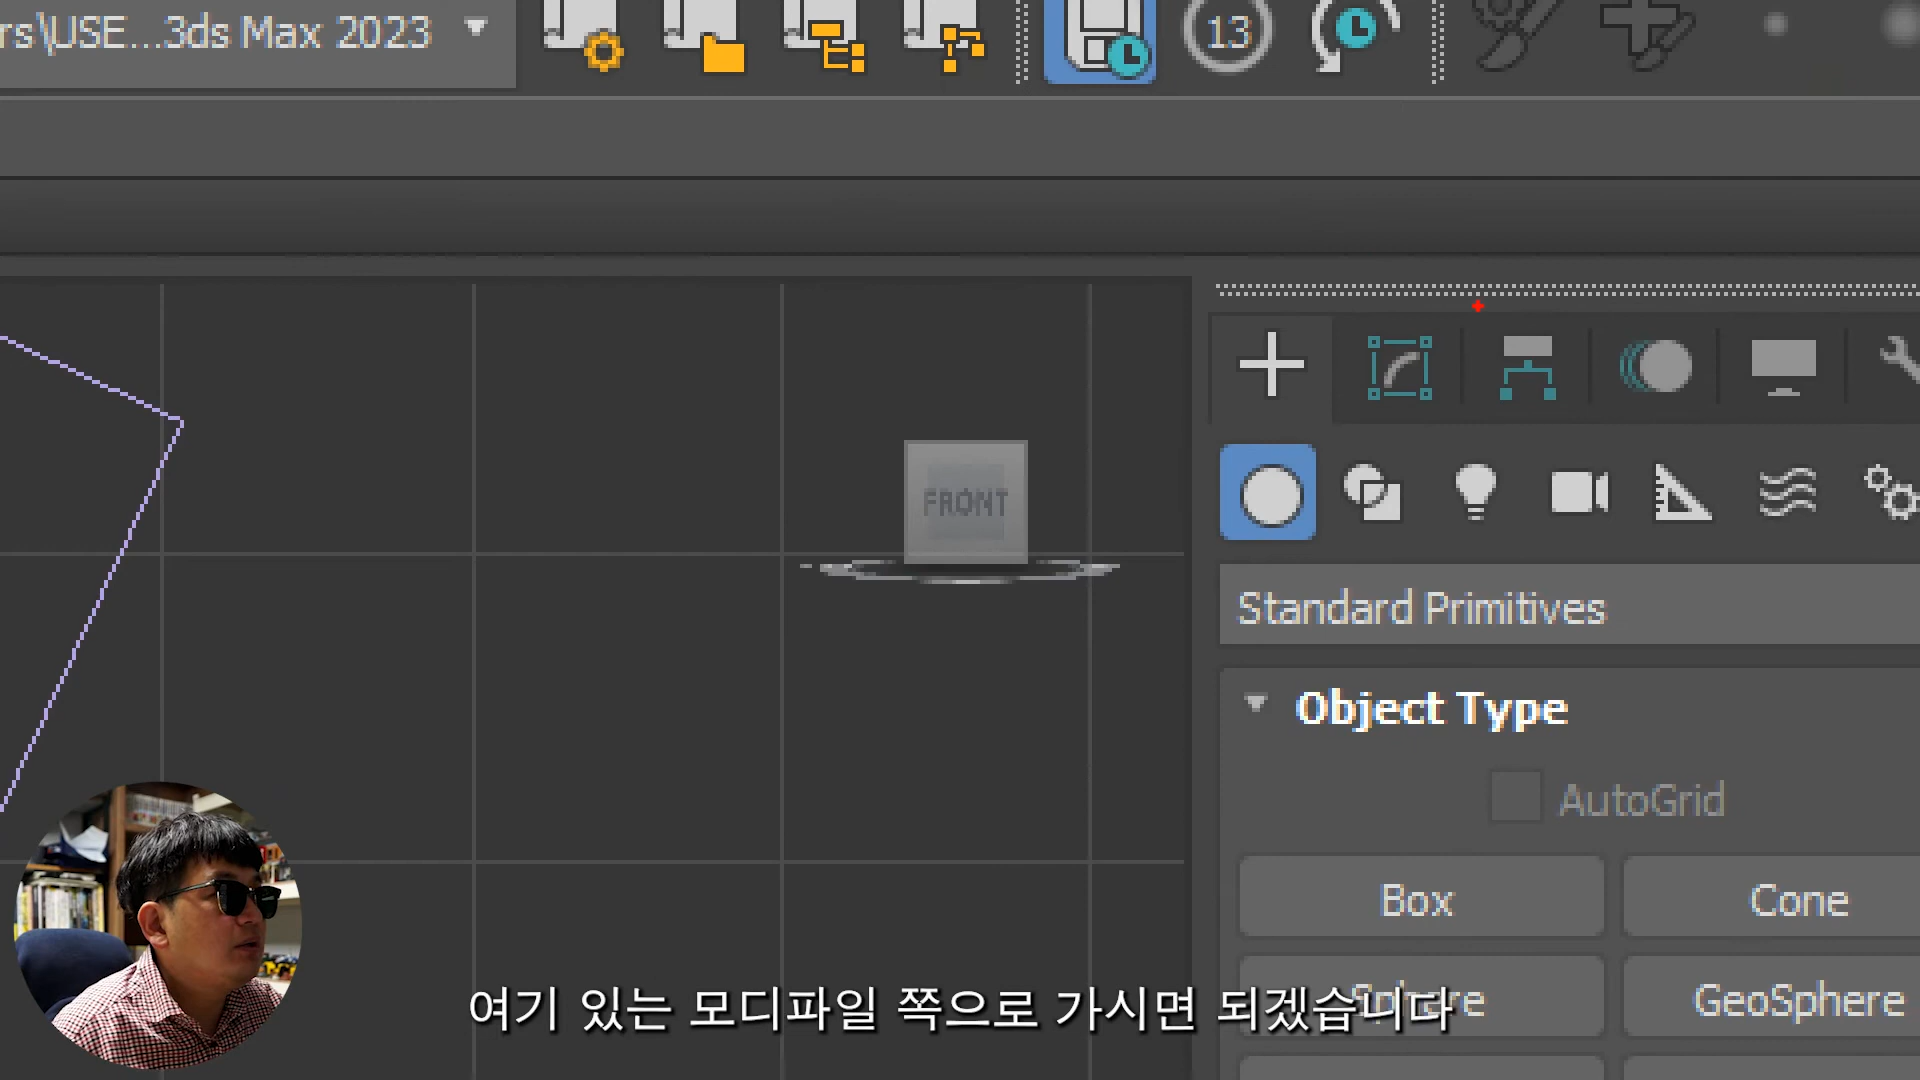 rs\USE...3ds Max 2023
13
FRONT
Standard Primitives
Object Type
AutoGrid
Box
Cone
Sphere
GeoSphere
여기 있는 모디파일 쪽으로 가시면 되겠습니다